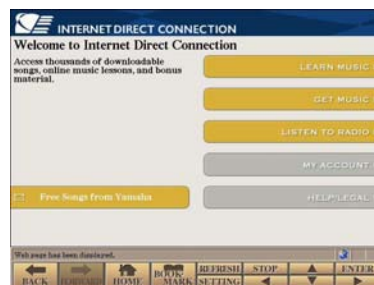 INTERNET DIRECT CONNECTION
Welcome to Internet Direct Connection
Access thousands of downloadable
songs, online music lessons, and bonus
material.
LEARN MUSIC
GET MUSIC
LISTEN TO RADIO
MY ACCOUNT
Free Songs from Yamaha
HELP/LEGAL
Web page has been displayed.
BACK FORWARD HOME BOOK MARK REFRESH STOP ENTER
SETTING